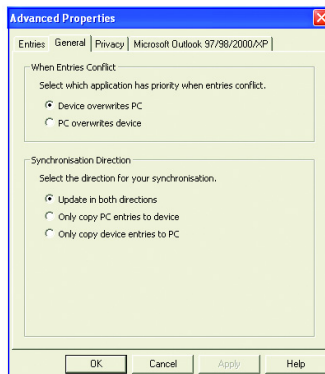 Advanced Properties
Entries General Privacy Microsoft Outlook 97/98/2000/XP
When Entries Conflict
Select which application has priority when entries conflict.
Device overwrites PC
PC overwrites device
Synchronisation Direction
Select the direction for your synchronisation.
Update in both directions
Only copy PC entries to device
Only copy device entries to PC
OK Cancel Apply Help